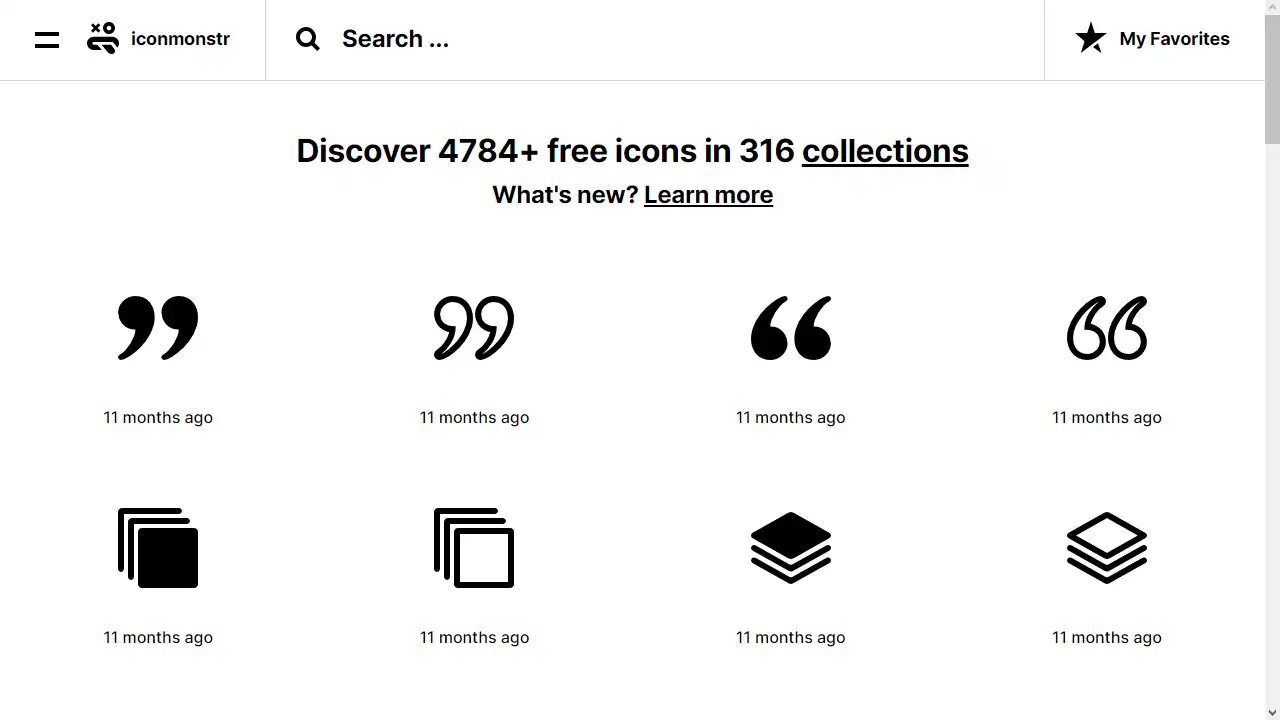 iconmonstr
Search ...
My Favorites
Discover 4784+ free icons in 316 collections
What's new? Learn more
11 months ago
11 months ago
11 months ago
11 months ago
11 months ago
11 months ago
11 months ago
11 months ago